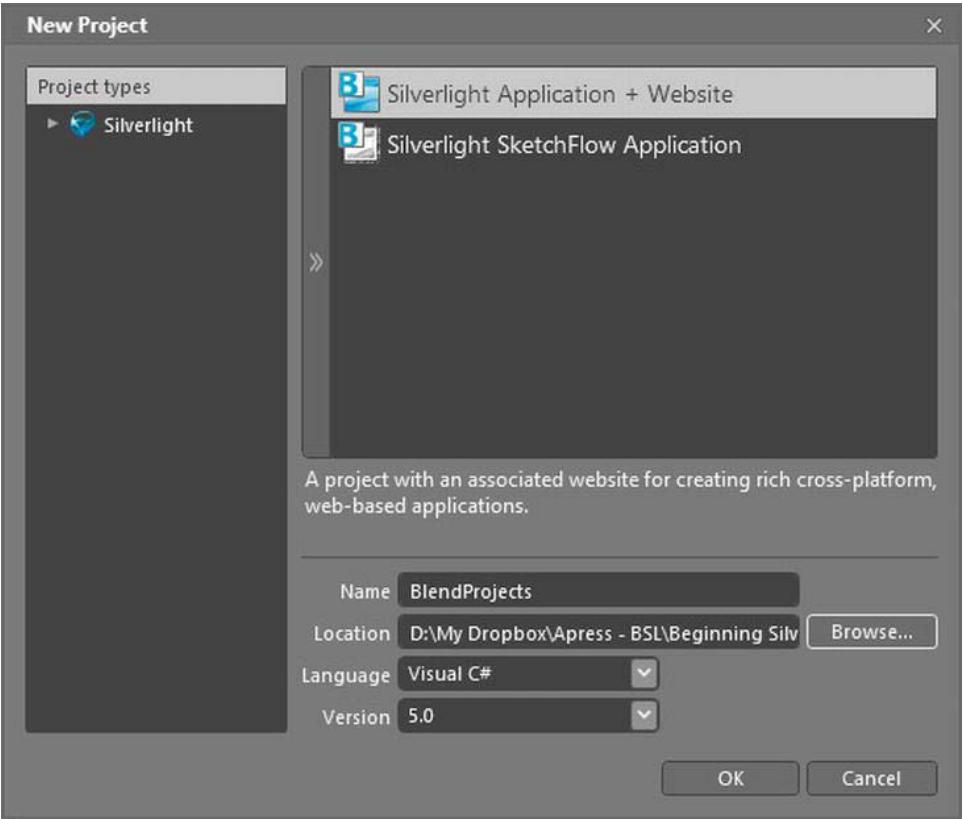 New Project
Project types
Silverlight
Silverlight Application + Website
Silverlight SketchFlow Application
A project with an associated website for creating rich cross-platform,
web-based applications.
Name BlendProjects
Location D:\My Dropbox\Apress - BSL\Beginning Silv Browse...
Language Visual C#
Version 5.0
OK Cancel